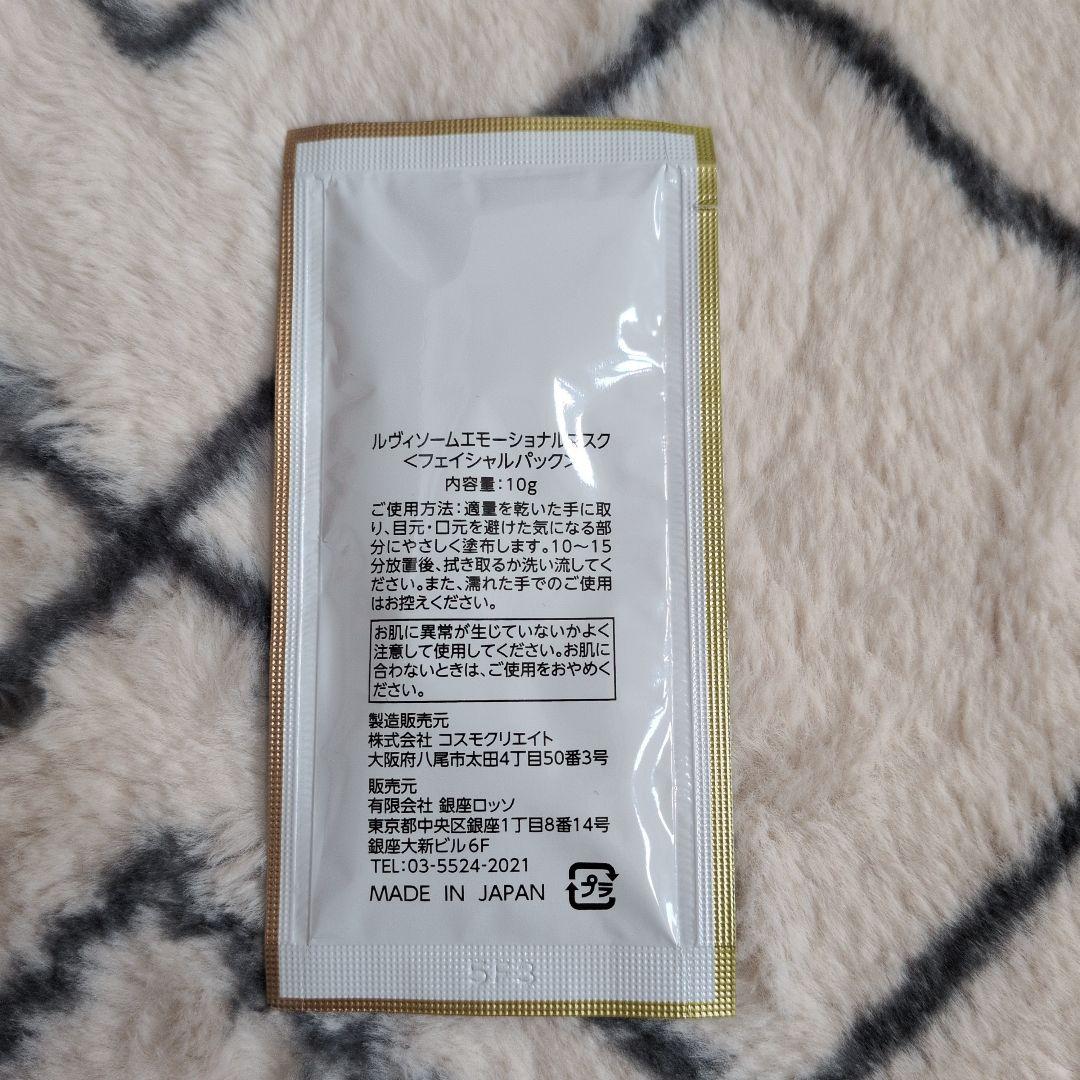 ルヴィソームエモーショナルマスク
<フェイシャルパック>
内容量:10g
ご使用方法:適量を乾いた手に取
り、目元・口元を避けた気になる部
分にやさしく塗布します。10〜15
分放置後、拭き取るか洗い流してく
ださい。また、濡れた手でのご使用
はお控えください。
お肌に異常が生じていないかよく
注意して使用してください。お肌に
合わないときは、ご使用をおやめく
ださい。
製造販売元
株式会社 コスモクリエイト
大阪府八尾市太田4丁目50番3号
販売元
有限会社 銀座ロッソ
東京都中央区銀座1丁目8番14号
銀座大新ビル6F
TEL:03-5524-2021
MADE IN JAPAN
プラ
5F3